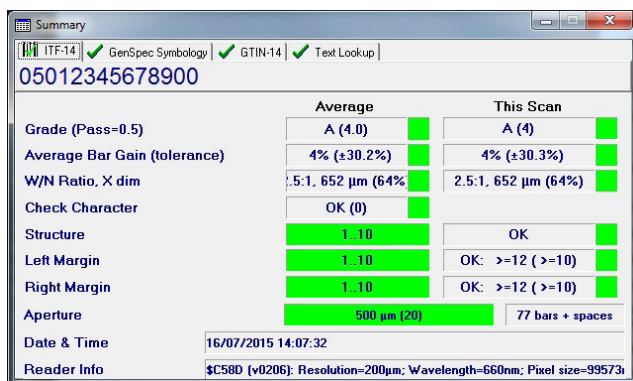 Summary
ITF-14 GenSpec Symbology GTIN-14 Text Lookup
05012345678900
Average This Scan
Grade (Pass=0.5) A (4.0) A (4)
Average Bar Gain (tolerance) 4% (±30.2%) 4% (±30.3%)
W/N Ratio, X dim .5:1, 652 µm (64% 2.5:1, 652 µm (64%)
Check Character OK (0)
Structure 1..10 OK
Left Margin 1..10 OK: >=12 ( >=10)
Right Margin 1..10 OK: >=12 ( >=10)
Aperture 500 µm (20) 77 bars + spaces
Date & Time 16/07/2015 14:07:32
Reader Info $C58D (v0206): Resolution=200µm; Wavelength=660nm; Pixel size=99573